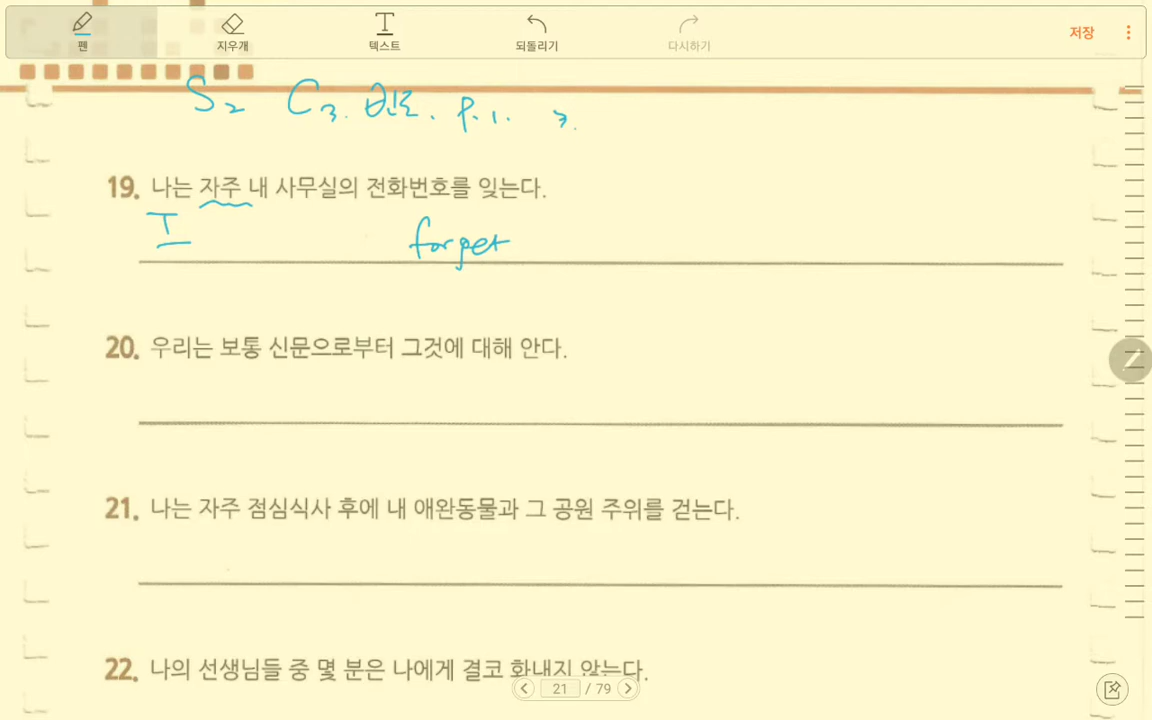 펜 지우개 텍스트 되돌리기 다시하기 저장
S2 C3. 빈도. p.1.
19. 나는 자주 내 사무실의 전화번호를 잊는다.
I forget
20. 우리는 보통 신문으로부터 그것에 대해 안다.
21. 나는 자주 점심식사 후에 내 애완동물과 그 공원 주위를 걷는다.
22. 나의 선생님들 중 몇 분은 나에게 결코 화내지 않는다.
21 / 79